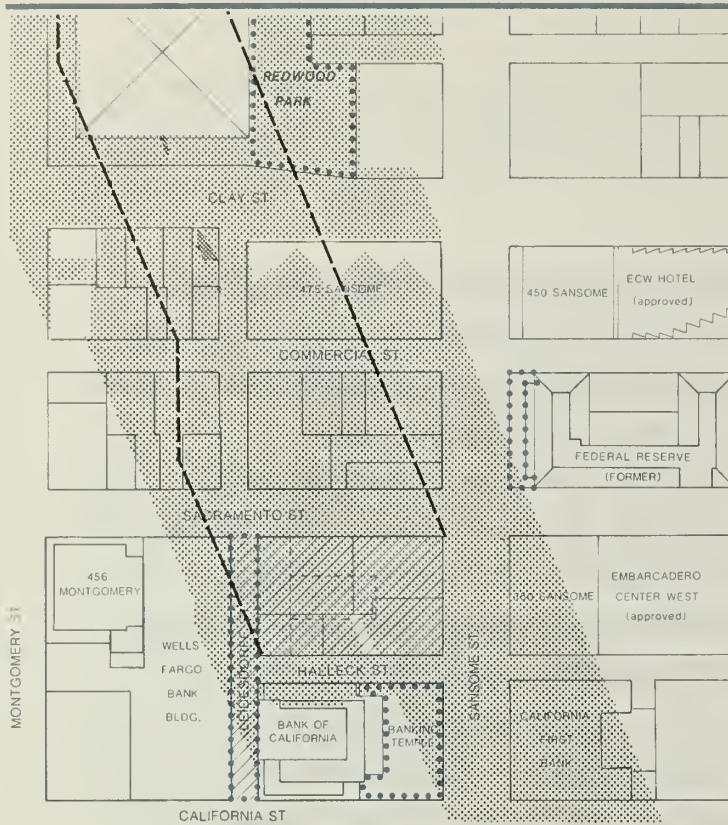 REDWOOD
PARK
CLAY ST.
475 SANSOME
450 SANSOME
ECW HOTEL
(approved)
COMMERCIAL ST.
FEDERAL RESERVE
(FORMER)
SACRAMENTO ST.
456
MONTGOMERY
EMBARCADERO
CENTER WEST
(approved)
SANSOME
MONTGOMERY ST
WELLS
FARGO
BANK
BLDG.
LEIDESDORFF
HALLECK ST.
SANSOME ST.
BANK OF
CALIFORNIA
BANKING
TEMPLE
CALIFORNIA
FIRST
BANK
CALIFORNIA ST